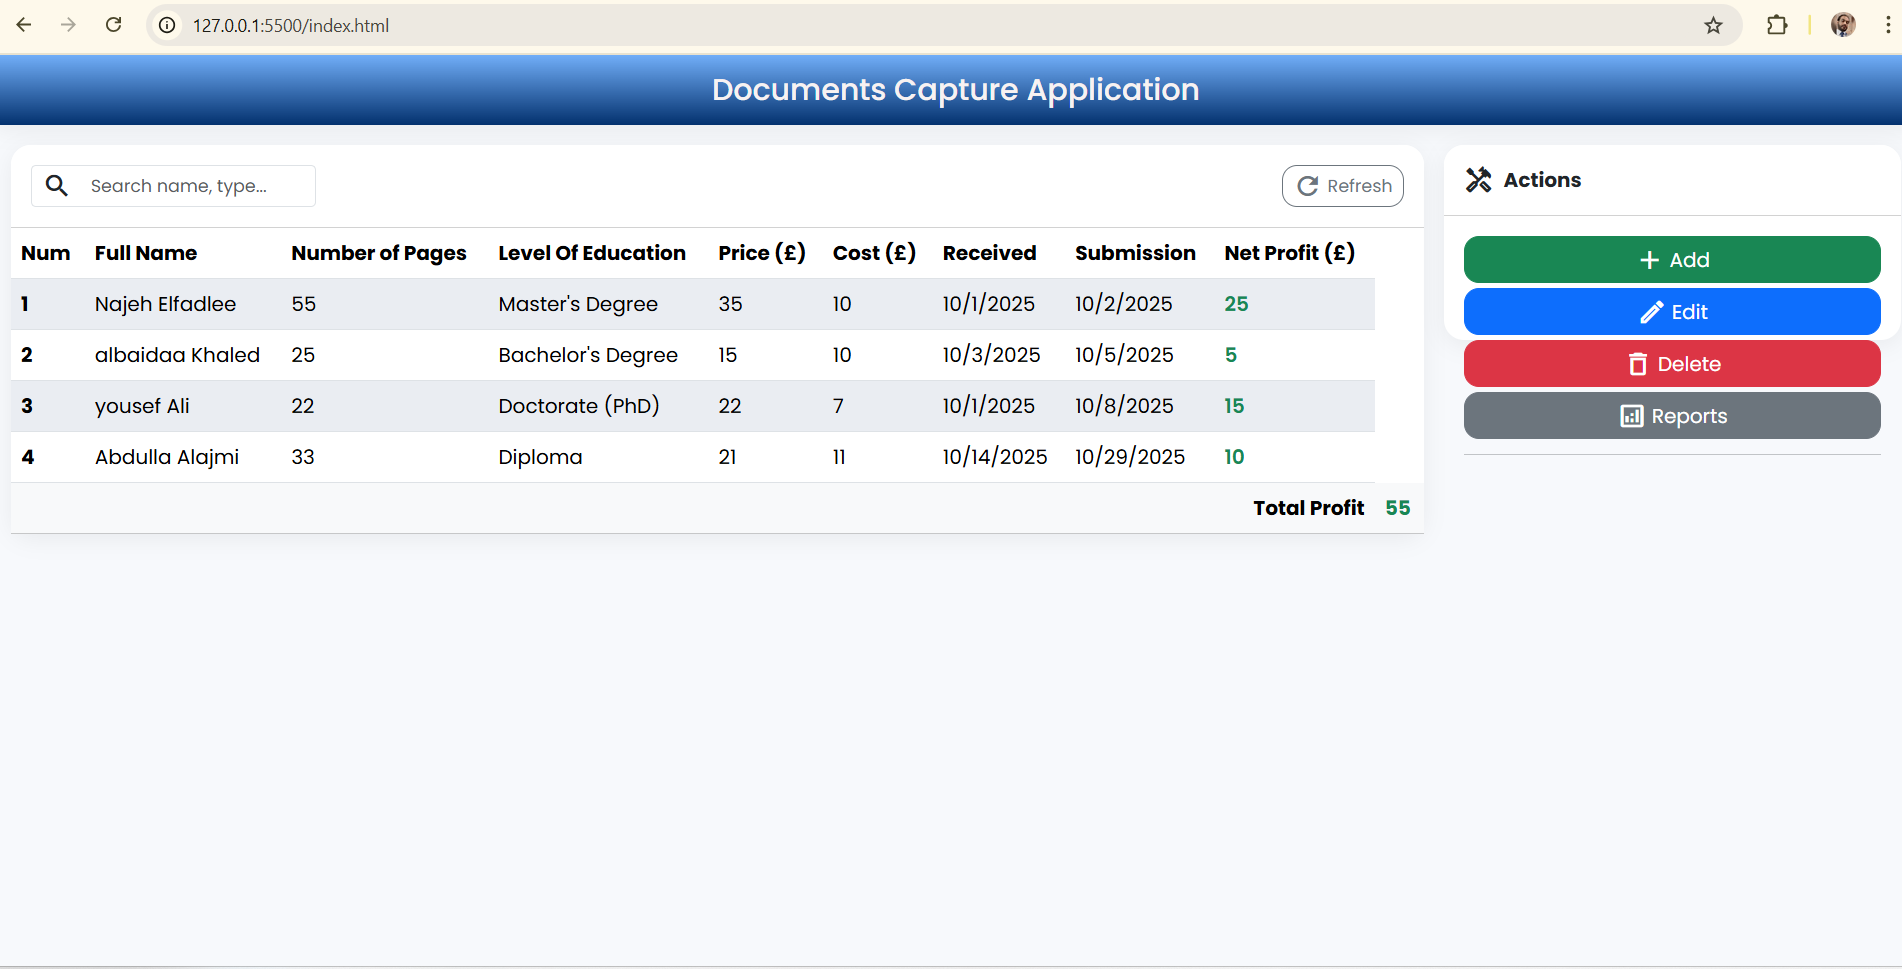 127.0.0.1:5500/index.html
Documents Capture Application
Search name, type...
Refresh
Num Full Name Number of Pages Level Of Education Price (£) Cost (£) Received Submission Net Profit (£)
1 Najeh Elfadlee 55 Master's Degree 35 10 10/1/2025 10/2/2025 25
2 albaidaa Khaled 25 Bachelor's Degree 15 10 10/3/2025 10/5/2025 5
3 yousef Ali 22 Doctorate (PhD) 22 7 10/1/2025 10/8/2025 15
4 Abdulla Alajmi 33 Diploma 21 11 10/14/2025 10/29/2025 10
Total Profit 55
Actions
Add
Edit
Delete
Reports